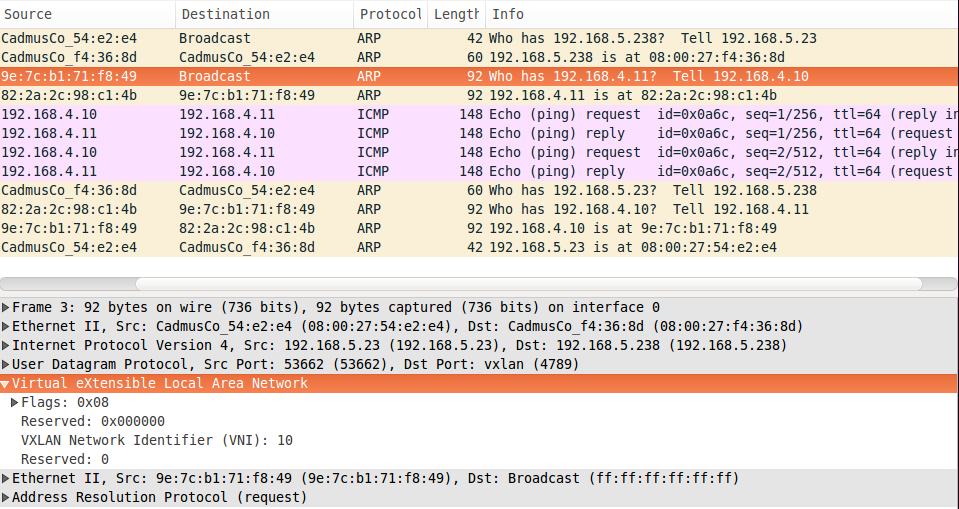 Source Destination Protocol Length Info
CadmusCo_54:e2:e4 Broadcast ARP 42 Who has 192.168.5.238? Tell 192.168.5.23
CadmusCo_f4:36:8d CadmusCo_54:e2:e4 ARP 60 192.168.5.238 is at 08:00:27:f4:36:8d
9e:7c:b1:71:f8:49 Broadcast ARP 92 Who has 192.168.4.11? Tell 192.168.4.10
82:2a:2c:98:c1:4b 9e:7c:b1:71:f8:49 ARP 92 192.168.4.11 is at 82:2a:2c:98:c1:4b
192.168.4.10 192.168.4.11 ICMP 148 Echo (ping) request id=0x0a6c, seq=1/256, ttl=64 (reply in
192.168.4.11 192.168.4.10 ICMP 148 Echo (ping) reply id=0x0a6c, seq=1/256, ttl=64 (request
192.168.4.10 192.168.4.11 ICMP 148 Echo (ping) request id=0x0a6c, seq=2/512, ttl=64 (reply in
192.168.4.11 192.168.4.10 ICMP 148 Echo (ping) reply id=0x0a6c, seq=2/512, ttl=64 (request
CadmusCo_f4:36:8d CadmusCo_54:e2:e4 ARP 60 Who has 192.168.5.23? Tell 192.168.5.238
82:2a:2c:98:c1:4b 9e:7c:b1:71:f8:49 ARP 92 Who has 192.168.4.10? Tell 192.168.4.11
9e:7c:b1:71:f8:49 82:2a:2c:98:c1:4b ARP 92 192.168.4.10 is at 9e:7c:b1:71:f8:49
CadmusCo_54:e2:e4 CadmusCo_f4:36:8d ARP 42 192.168.5.23 is at 08:00:27:54:e2:e4
Frame 3: 92 bytes on wire (736 bits), 92 bytes captured (736 bits) on interface 0
Ethernet II, Src: CadmusCo_54:e2:e4 (08:00:27:54:e2:e4), Dst: CadmusCo_f4:36:8d (08:00:27:f4:36:8d)
Internet Protocol Version 4, Src: 192.168.5.23 (192.168.5.23), Dst: 192.168.5.238 (192.168.5.238)
User Datagram Protocol, Src Port: 53662 (53662), Dst Port: vxlan (4789)
Virtual eXtensible Local Area Network
Flags: 0x08
Reserved: 0x000000
VXLAN Network Identifier (VNI): 10
Reserved: 0
Ethernet II, Src: 9e:7c:b1:71:f8:49 (9e:7c:b1:71:f8:49), Dst: Broadcast (ff:ff:ff:ff:ff:ff)
Address Resolution Protocol (request)